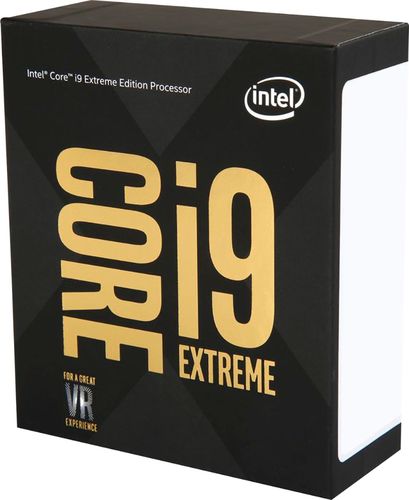 Intel® Core™ i9 Extreme Edition Processor
intel®
CORE i9
EXTREME
FOR A GREAT
VR
EXPERIENCE